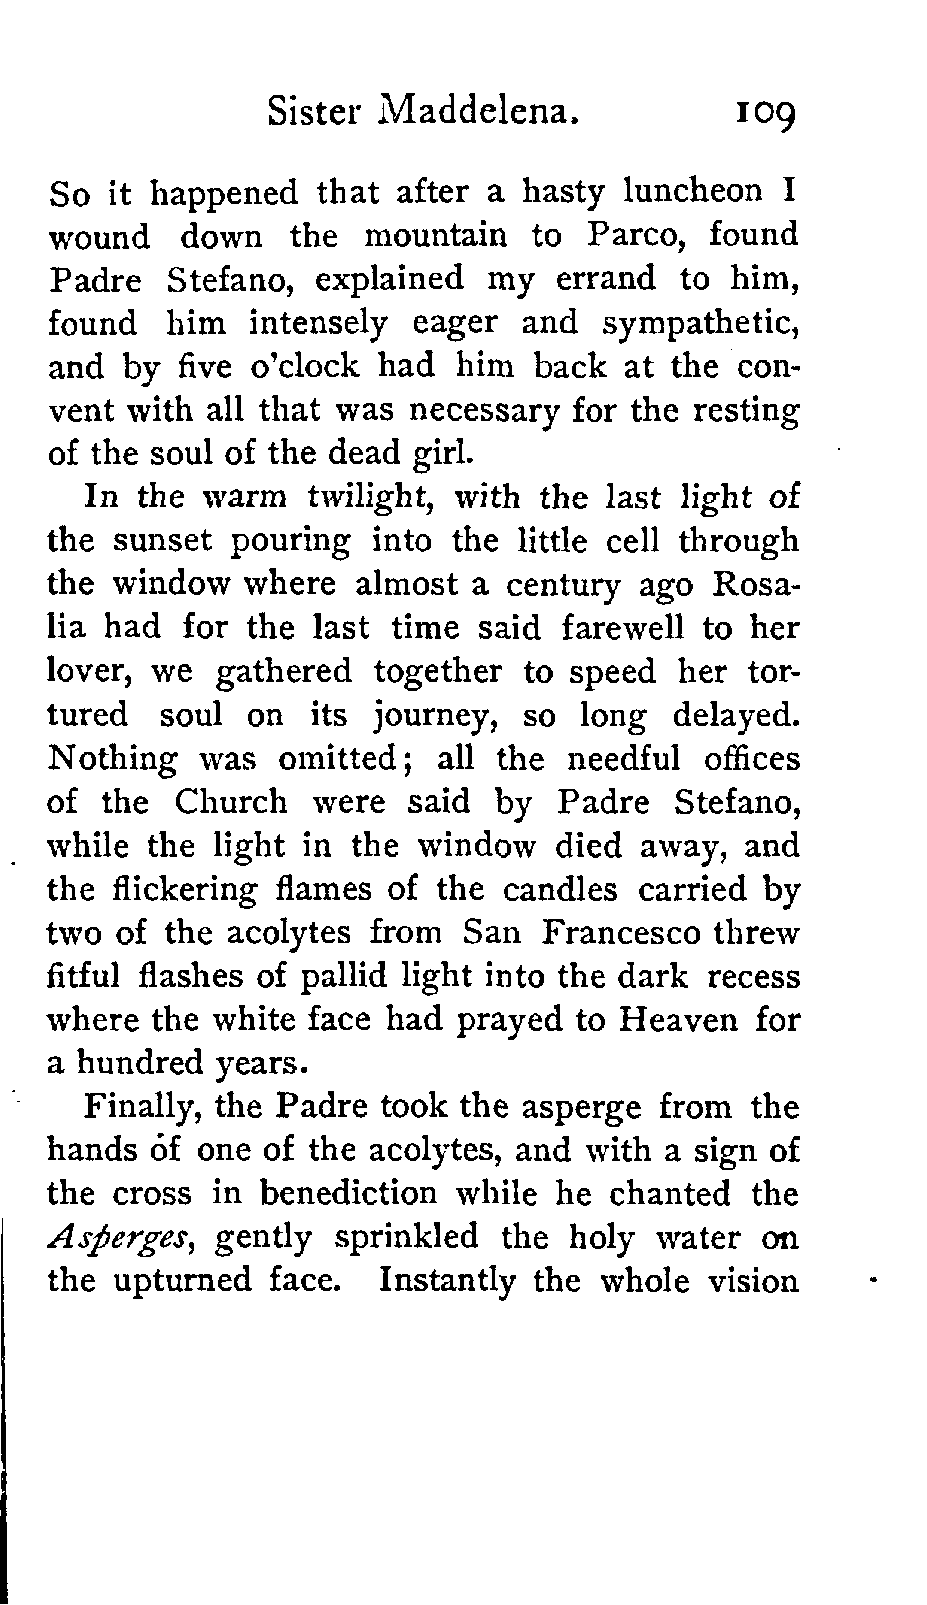 Sister Maddelena. 109
So it happened that after a hasty luncheon I
wound down the mountain to Parco, found
Padre Stefano, explained my errand to him,
found him intensely eager and sympathetic,
and by five o'clock had him back at the con-
vent with all that was necessary for the resting
of the soul of the dead girl.
In the warm twilight, with the last light of
the sunset pouring into the little cell through
the window where almost a century ago Rosa-
lia had for the last time said farewell to her
lover, we gathered together to speed her tor-
tured soul on its journey, so long delayed.
Nothing was omitted; all the needful offices
of the Church were said by Padre Stefano,
while the light in the window died away, and
the flickering flames of the candles carried by
two of the acolytes from San Francesco threw
fitful flashes of pallid light into the dark recess
where the white face had prayed to Heaven for
a hundred years.
Finally, the Padre took the asperge from the
hands of one of the acolytes, and with a sign of
the cross in benediction while he chanted the
Asperges, gently sprinkled the holy water on
the upturned face. Instantly the whole vision